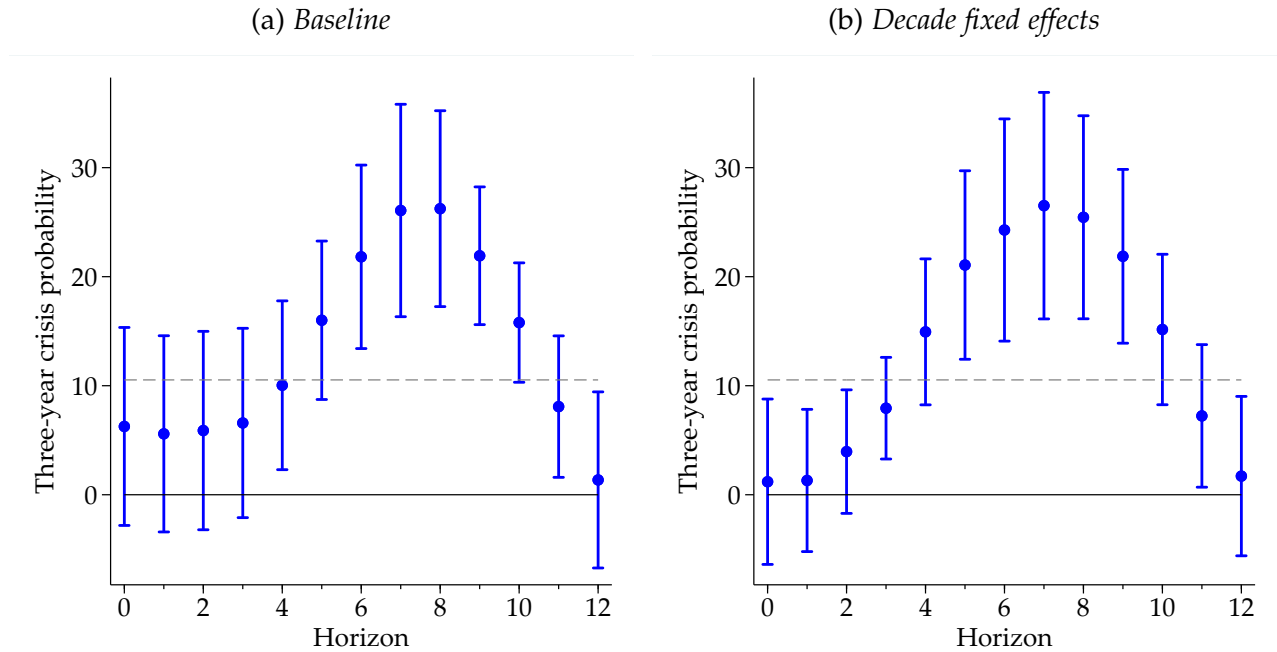 (a) Baseline
Three-year crisis probability
30
20
10
0
0 2 4 6 8 10 12
Horizon
(b) Decade fixed effects
Three-year crisis probability
30
20
10
0
0 2 4 6 8 10 12
Horizon